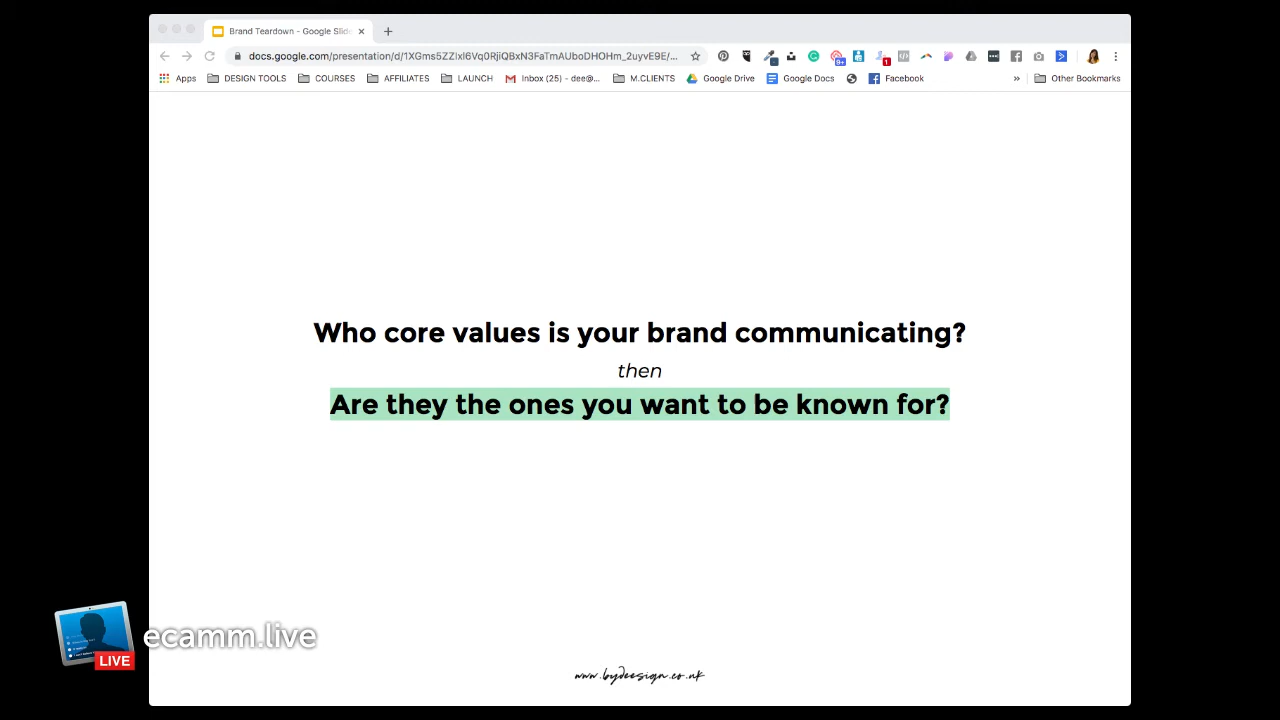 Brand Teardown - Google Slide
docs.google.com/presentation/d/1XGms5ZZIxl6Vq0RjiQBxN3FaTmAUboDHOHm_2uyvE9E/...
Apps DESIGN TOOLS COURSES AFFILIATES LAUNCH Inbox (25) - dee@... M.CLIENTS Google Drive Google Docs Facebook » Other Bookmarks
Who core values is your brand communicating?
then
Are they the ones you want to be known for?
ecamm.live
LIVE
www.bydeesign.co.uk